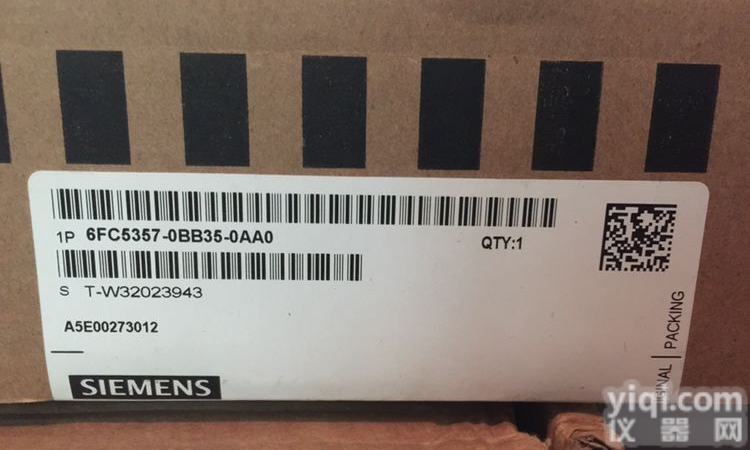 1P 6FC5357-0BB35-0AA0
QTY:1
S T-W32023943
A5E00273012
SIEMENS
PACKING
yiqi.com
仪器网